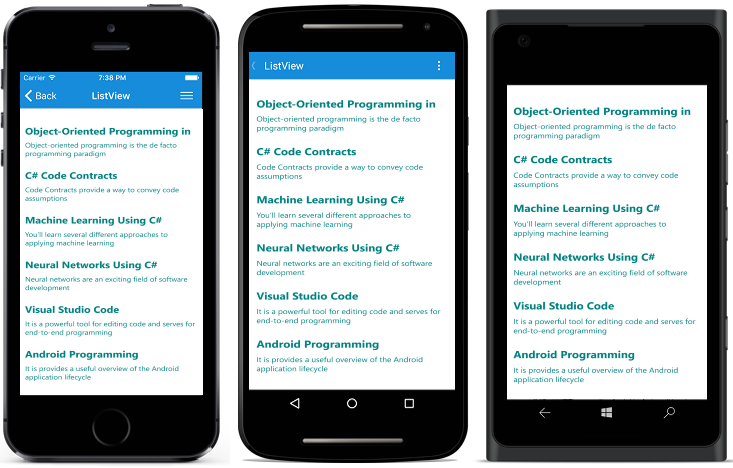 Carrier 7:38 PM
Back ListView
Object-Oriented Programming in
Object-oriented programming is the de facto
programming paradigm
C# Code Contracts
Code Contracts provide a way to convey code
assumptions
Machine Learning Using C#
You'll learn several different approaches to
applying machine learning
Neural Networks Using C#
Neural networks are an exciting field of software
development
Visual Studio Code
It is a powerful tool for editing code and serves for
end-to-end programming
Android Programming
It is provides a useful overview of the Android
application lifecycle
ListView
Object-Oriented Programming in
Object-oriented programming is the de facto
programming paradigm
C# Code Contracts
Code Contracts provide a way to convey code
assumptions
Machine Learning Using C#
You'll learn several different approaches to
applying machine learning
Neural Networks Using C#
Neural networks are an exciting field of software
development
Visual Studio Code
It is a powerful tool for editing code and serves for
end-to-end programming
Android Programming
It is provides a useful overview of the Android
application lifecycle
Object-Oriented Programming in
Object-oriented programming is the de facto
programming paradigm
C# Code Contracts
Code Contracts provide a way to convey code
assumptions
Machine Learning Using C#
You'll learn several different approaches to
applying machine learning
Neural Networks Using C#
Neural networks are an exciting field of software
development
Visual Studio Code
It is a powerful tool for editing code and serves for
end-to-end programming
Android Programming
It is provides a useful overview of the Android
application lifecycle